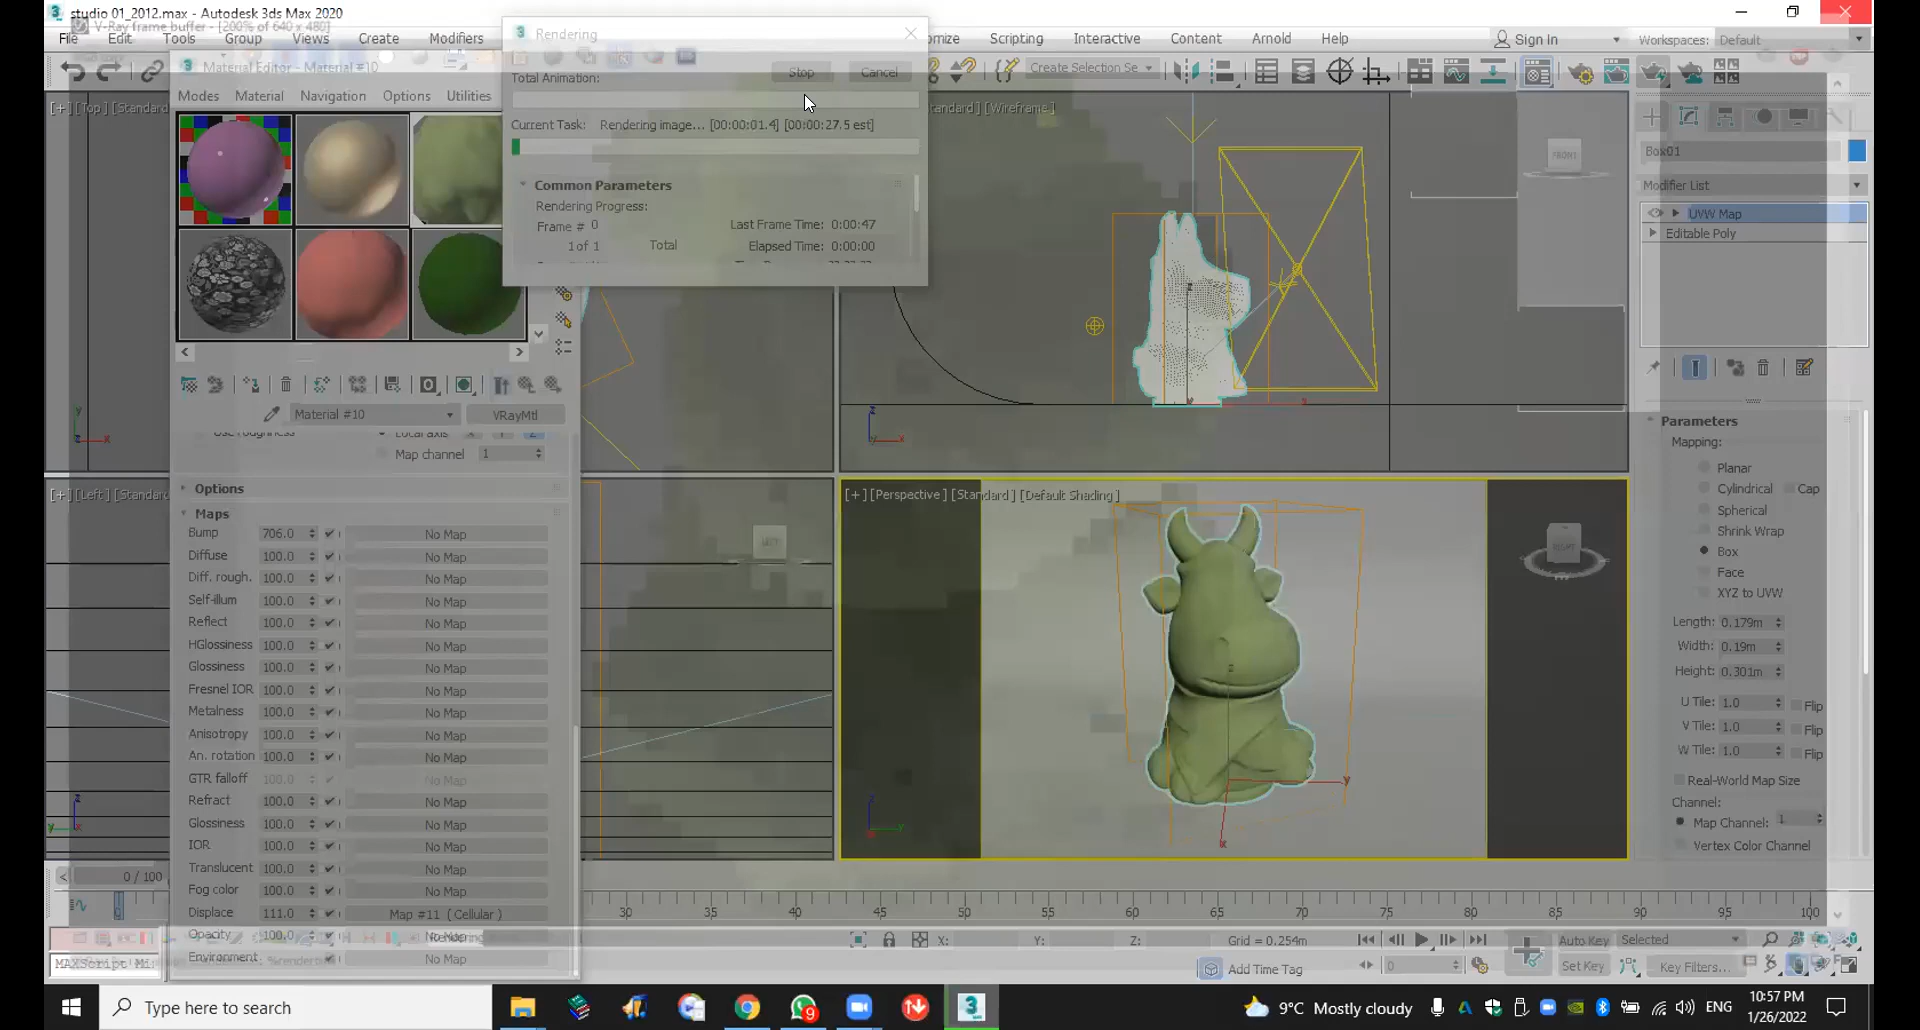 studio 01_2012.max - Autodesk 3ds Max 2020
V-Ray frame buffer - [200% of 640 x 480]
File Edit Tools Group Views Create Modifiers Scripting Interactive Content Arnold Help
Sign In Workspaces: Default
Create Selection Se
Material Editor - Material #10
Modes Material Navigation Options Utilities
Material #10 VRayMtl
Local axis
Map channel 1
Options
Maps
Bump 706.0 No Map
Diffuse 100.0 No Map
Diff. rough. 100.0 No Map
Self-illum 100.0 No Map
Reflect 100.0 No Map
HGlossiness 100.0 No Map
Glossiness 100.0 No Map
Fresnel IOR 100.0 No Map
Metalness 100.0 No Map
Anisotropy 100.0 No Map
An. rotation 100.0 No Map
GTR falloff 100.0 No Map
Refract 100.0 No Map
Glossiness 100.0 No Map
IOR 100.0 No Map
Translucent 100.0 No Map
Fog color 100.0 No Map
Displace 111.0 Map #11 ( Cellular )
Opacity 100.0 No Map
Environment No Map
Rendering
Total Animation:
Stop Cancel
Current Task: Rendering image... [00:00:01.4] [00:00:27.5 est]
Common Parameters
Rendering Progress:
Frame # 0 Last Frame Time: 0:00:47
1 of 1 Total Elapsed Time: 0:00:00
[+] [Top] [Standard
[Wireframe]
[+] [Left] [Standard
[+] [Perspective] [Standard] [Default Shading]
FRONT
LEFT
Box01
Modifier List
UVW Map
Editable Poly
Parameters
Mapping:
Planar
Cylindrical Cap
Spherical
Shrink Wrap
Box
Face
XYZ to UVW
Length: 0.179m
Width: 0.19m
Height: 0.301m
U Tile: 1.0 Flip
V Tile: 1.0 Flip
W Tile: 1.0 Flip
Real-World Map Size
Channel:
Map Channel: 1
Vertex Color Channel
0 / 100
30 35 40 45 50 55 60 65 70 75 80 85 90 95 100
X: Y: Z: Grid = 0.254m
Auto Key Selected
MAXScript Mi
Add Time Tag
0
Set Key Key Filters...
Type here to search
9
9°C Mostly cloudy
ENG
10:57 PM
1/26/2022